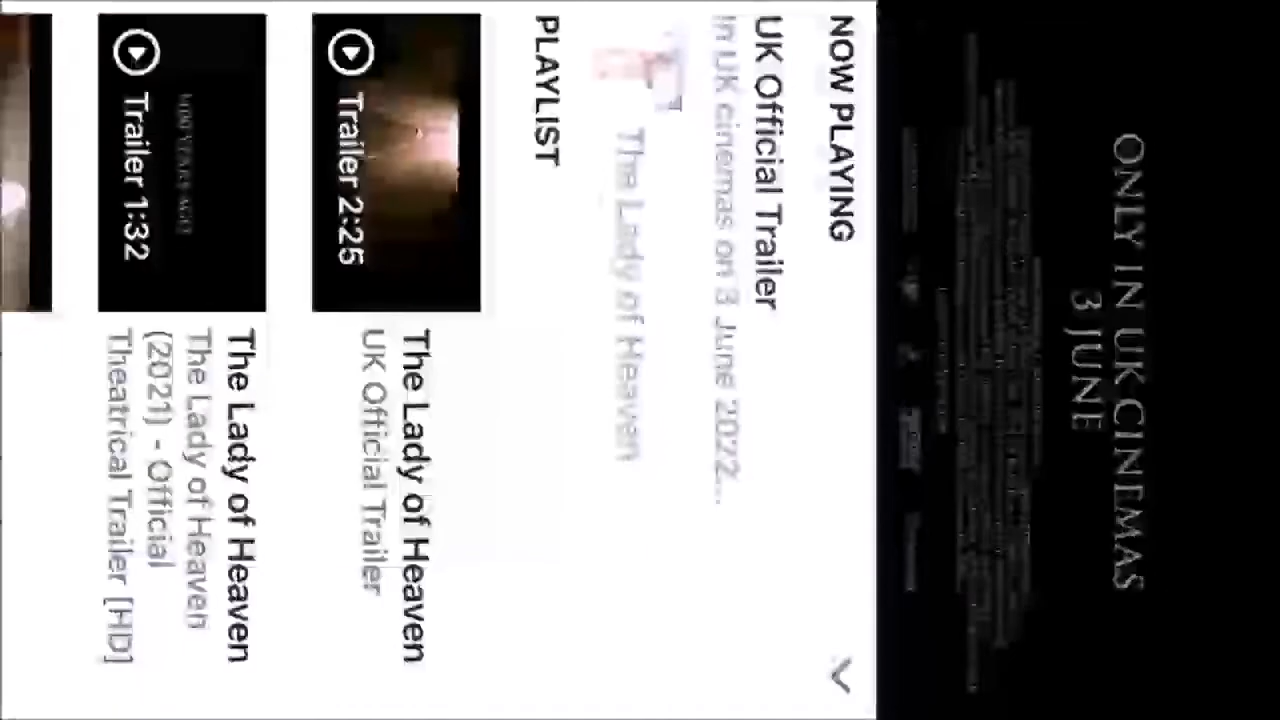 ONLY IN UK CINEMAS
3 JUNE
NOW PLAYING
UK Official Trailer
In UK cinemas on 3 June 2022...
The Lady of Heaven
PLAYLIST
Trailer 2:25
The Lady of Heaven
UK Official Trailer
Trailer 1:32
The Lady of Heaven
The Lady of Heaven
(2021) - Official
Theatrical Trailer [HD]